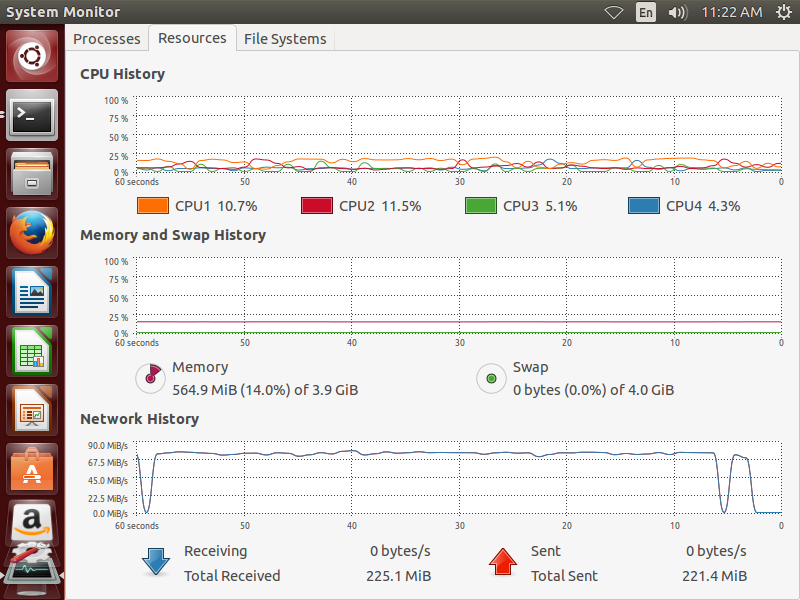 System Monitor En 11:22 AM
Processes Resources File Systems
CPU History
100 %
75 %
50 %
25 %
0 %
60 seconds 50 40 30 20 10 0
CPU1 10.7% CPU2 11.5% CPU3 5.1% CPU4 4.3%
Memory and Swap History
100 %
75 %
50 %
25 %
0 %
60 seconds 50 40 30 20 10 0
Memory Swap
564.9 MiB (14.0%) of 3.9 GiB 0 bytes (0.0%) of 4.0 GiB
Network History
90.0 MiB/s
67.5 MiB/s
45.0 MiB/s
22.5 MiB/s
0.0 MiB/s
60 seconds 50 40 30 20 10 0
Receiving 0 bytes/s Sent 0 bytes/s
Total Received 225.1 MiB Total Sent 221.4 MiB